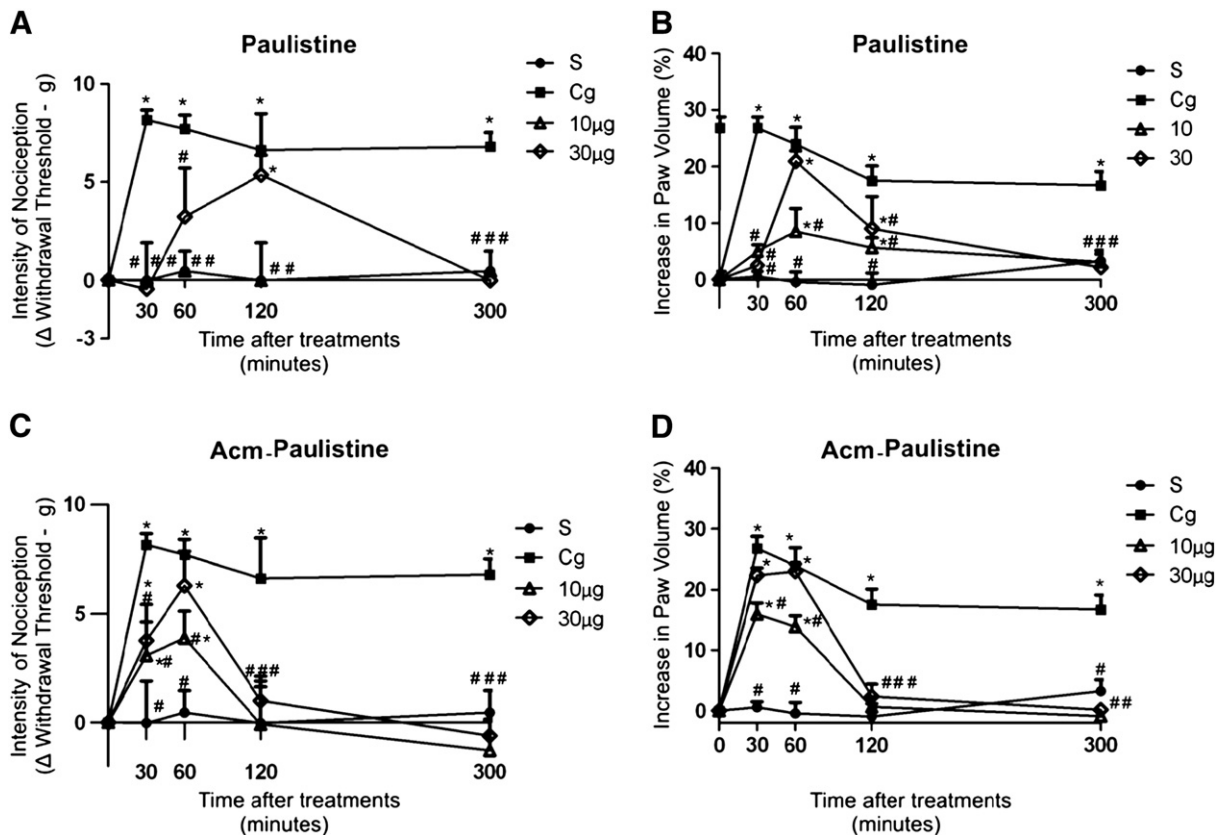 A
Paulistine
Intensity of Nociception
(Δ Withdrawal Threshold - g)
10
5
0
-3
* * * *
#
*
# ## ## ## ###
30 60 120 300
Time after treatments
(minutes)
S
Cg
10µg
30µg
B
Paulistine
Increase in Paw Volume (%)
40
30
20
10
0
* * * *
*
# *# *# *# ###
# # # #
30 60 120 300
Time after treatments
(minutes)
S
Cg
10
30
C
Acm-Paulistine
Intensity of Nociception
(Δ Withdrawal Threshold - g)
10
5
0
* * * *
* *
# #*
*# ### ###
# #
30 60 120 300
Time after treatments
(minutes)
S
Cg
10µg
30µg
D
Acm-Paulistine
Increase in Paw Volume (%)
40
30
20
10
0
* * * *
* *
*# *#
# # ### #
##
0 30 60 120 300
Time after treatments
(minutes)
S
Cg
10µg
30µg